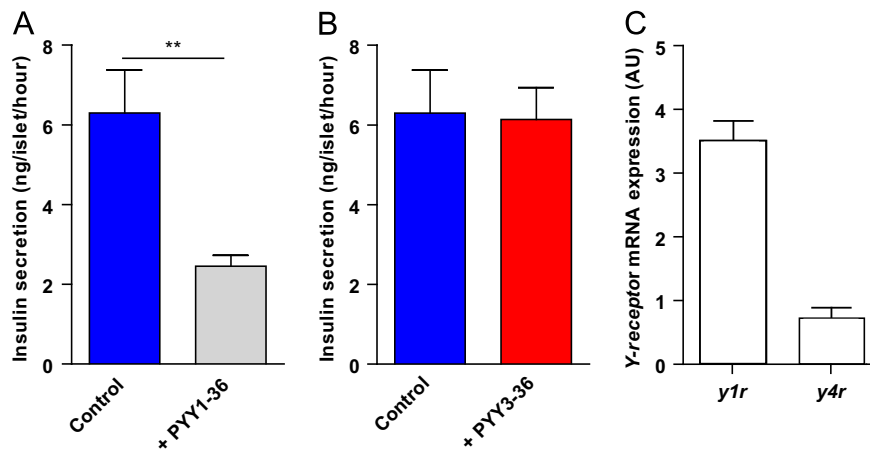 A
Insulin secretion (ng/islet/hour)
8
6
4
2
0
**
Control
+ PYY1-36
B
Insulin secretion (ng/islet/hour)
8
6
4
2
0
Control
+ PYY3-36
C
Y-receptor mRNA expression (AU)
5
4
3
2
1
0
y1r
y4r